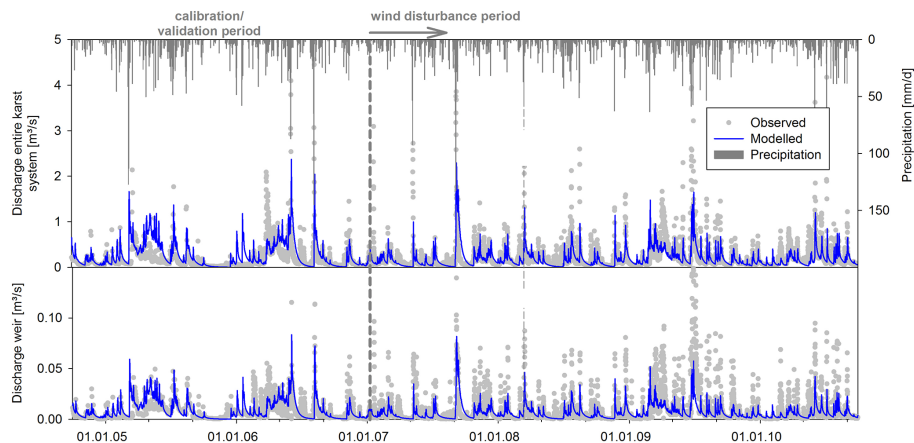 calibration/
validation period
wind disturbance period
5
4
3
2
1
0
Discharge entire karst
system [m³/s]
0
50
100
150
Precipitation [mm/d]
Observed
Modelled
Precipitation
0.10
0.05
0.00
Discharge weir [m³/s]
01.01.05
01.01.06
01.01.07
01.01.08
01.01.09
01.01.10